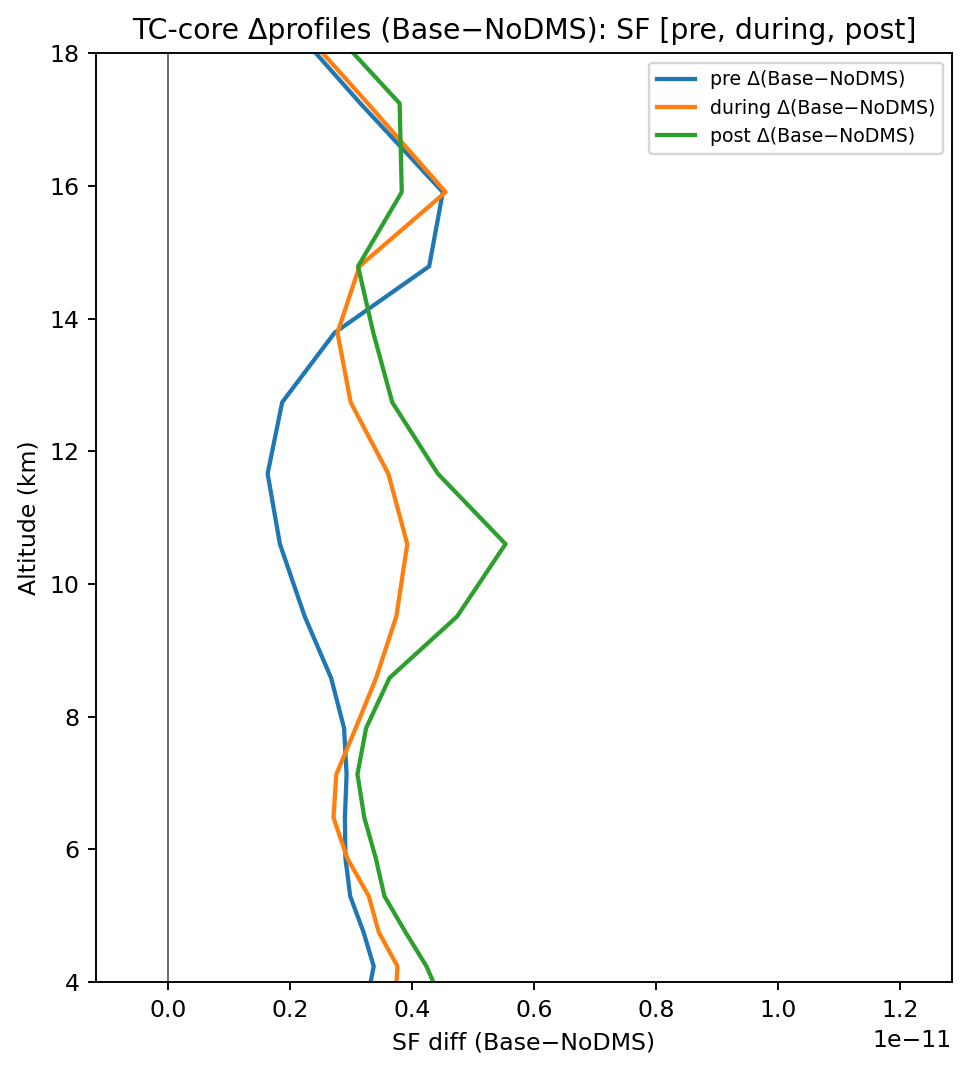 TC-core Δprofiles (Base−NoDMS): SF [pre, during, post]
pre Δ(Base−NoDMS)
during Δ(Base−NoDMS)
post Δ(Base−NoDMS)
Altitude (km)
18
16
14
12
10
8
6
4
0.0 0.2 0.4 0.6 0.8 1.0 1.2
1e−11
SF diff (Base−NoDMS)